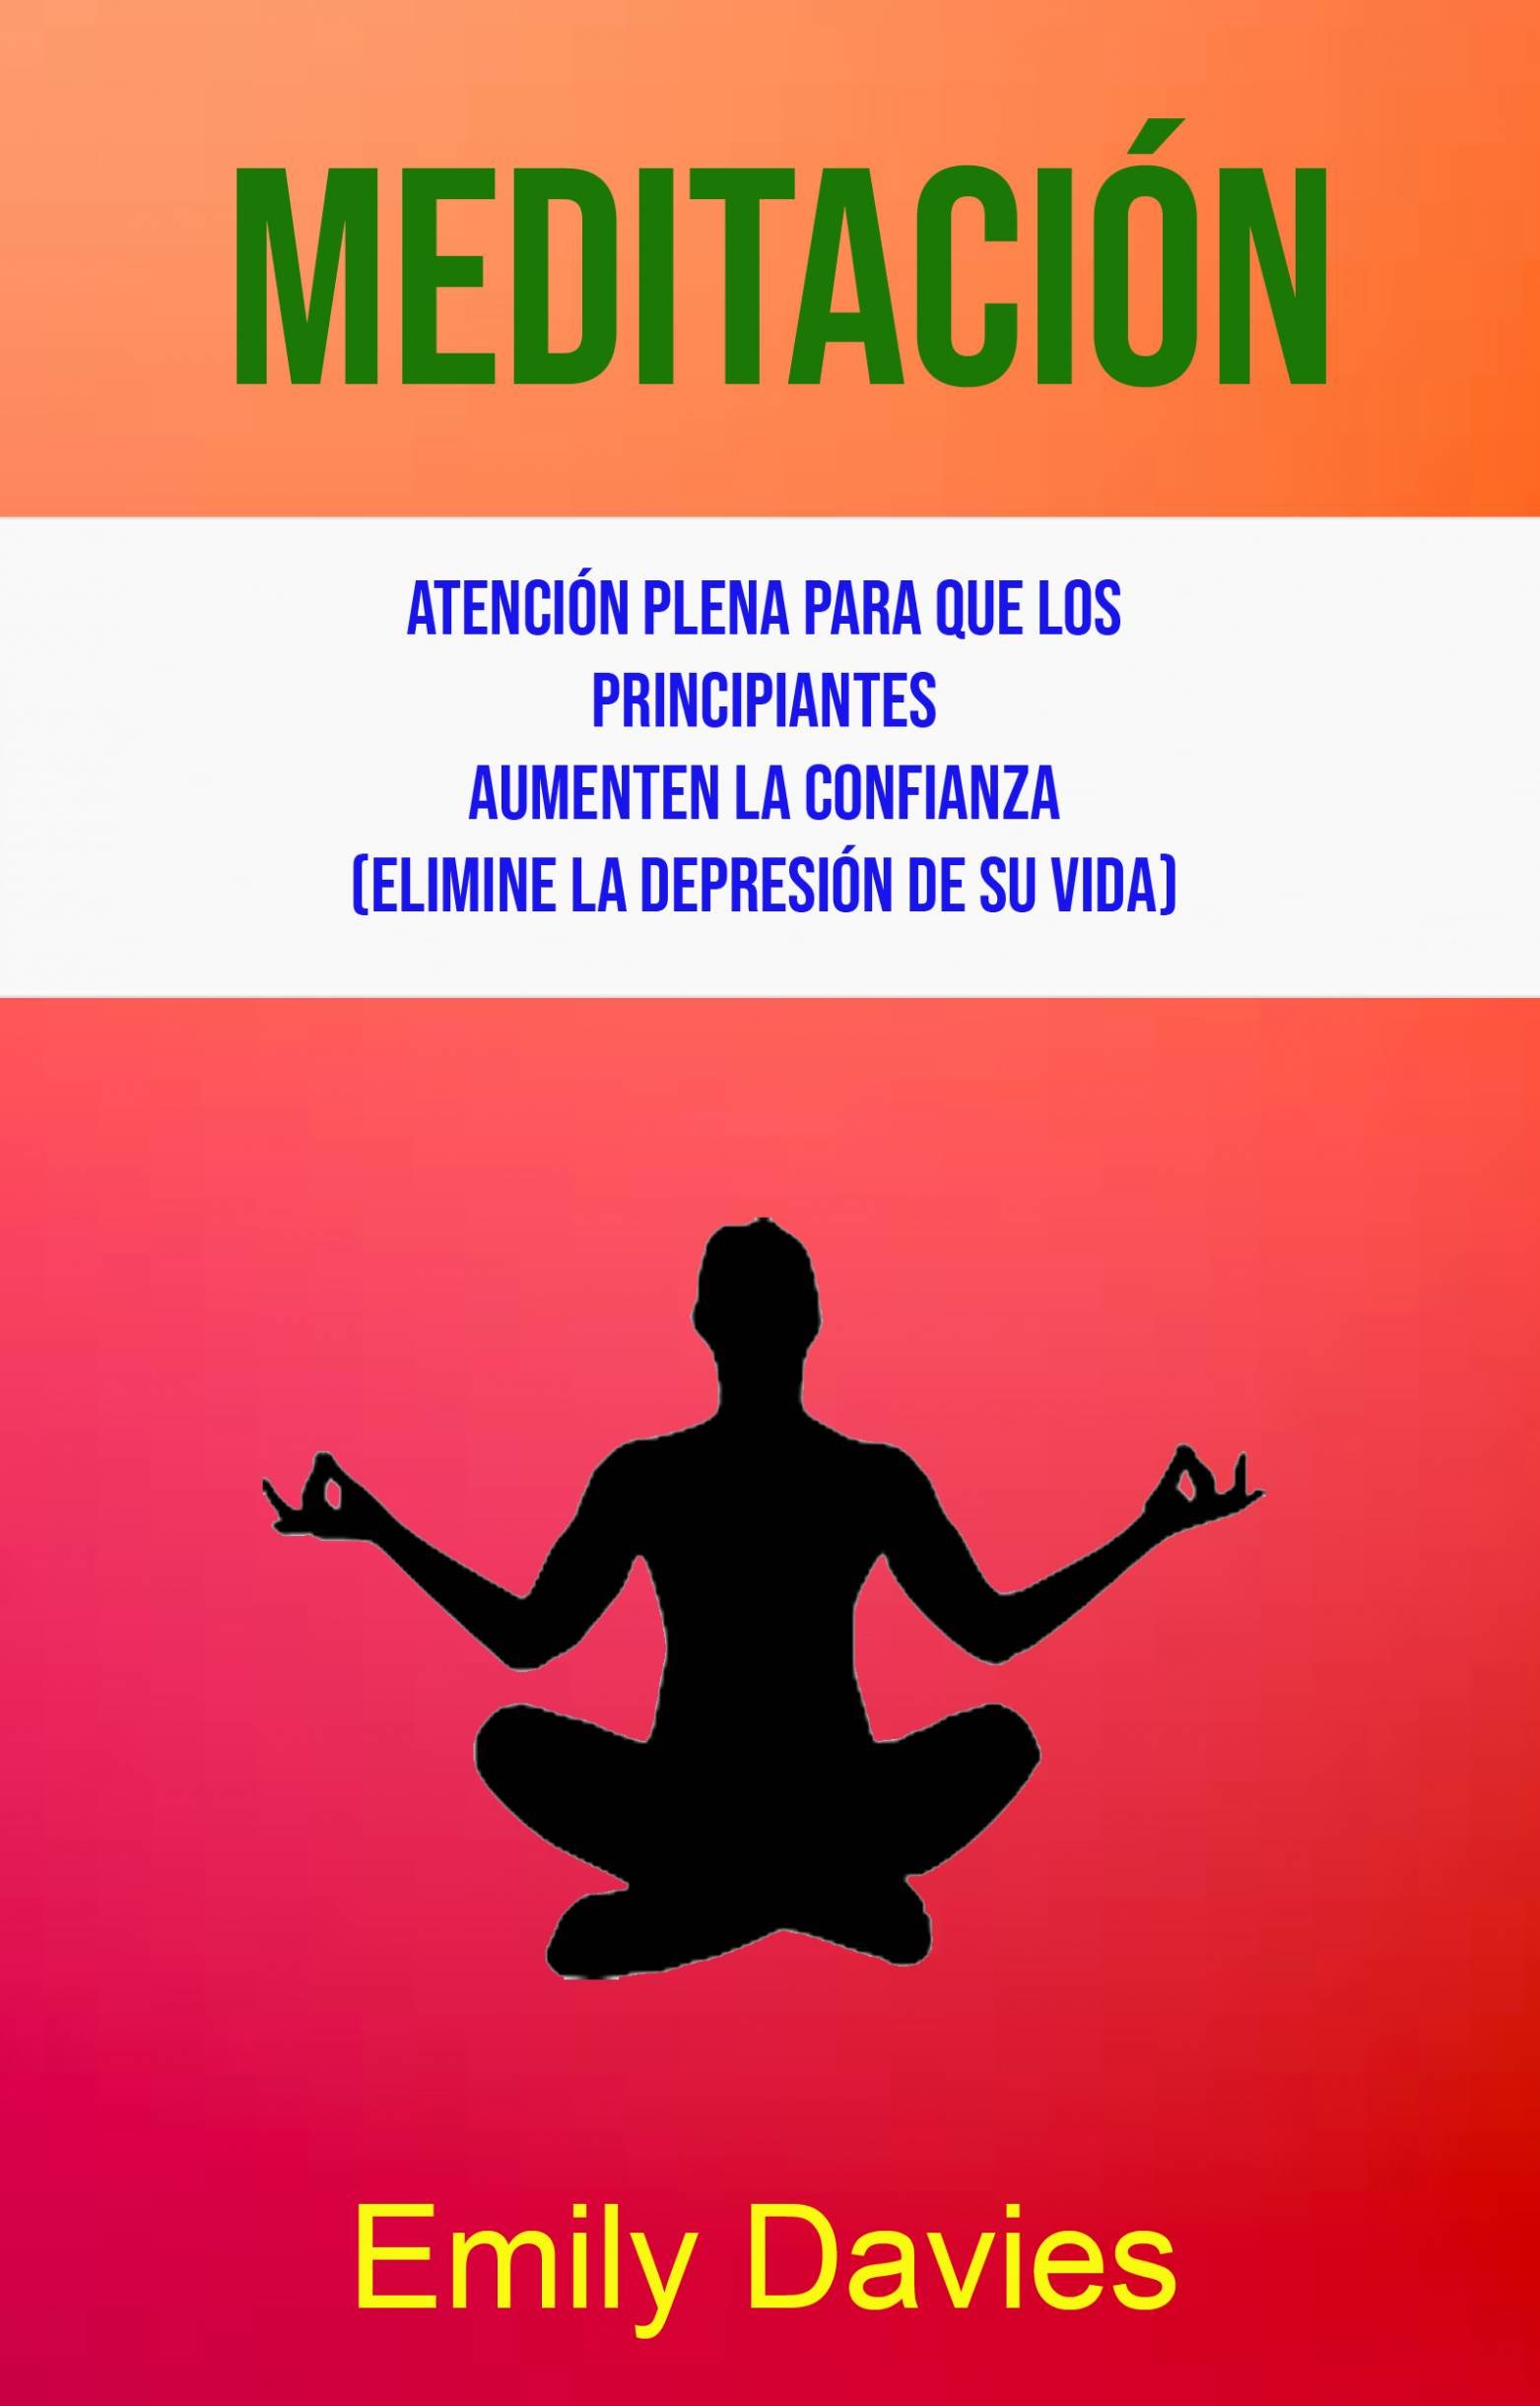 MEDITACIÓN
ATENCIÓN PLENA PARA QUE LOS
PRINCIPIANTES
AUMENTEN LA CONFIANZA
(ELIMINE LA DEPRESIÓN DE SU VIDA)
Emily Davies